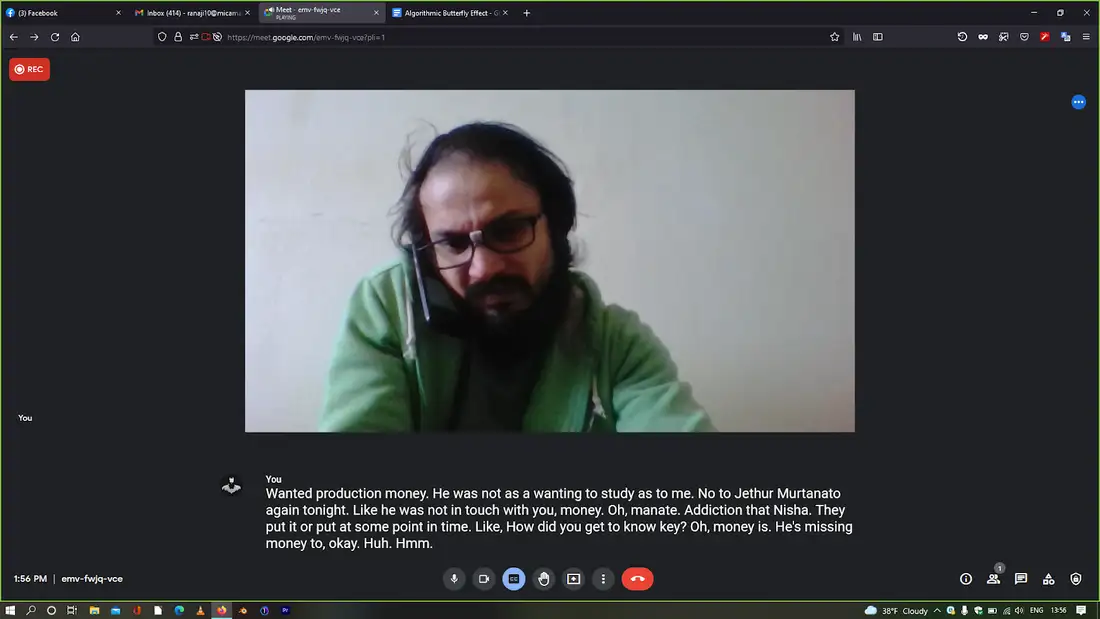 (3) Facebook
Inbox (414) - ranaji10@micama
Meet - emv-fwjq-vce
PLAYING
Algorithmic Butterfly Effect - G
https://meet.google.com/emv-fwjq-vce?pli=1
REC
You
You
Wanted production money. He was not as a wanting to study as to me. No to Jethur Murtanato
again tonight. Like he was not in touch with you, money. Oh, manate. Addiction that Nisha. They
put it or put at some point in time. Like, How did you get to know key? Oh, money is. He's missing
money to, okay. Huh. Hmm.
1:56 PM | emv-fwjq-vce
CC
1
38°F Cloudy
ENG
13:56